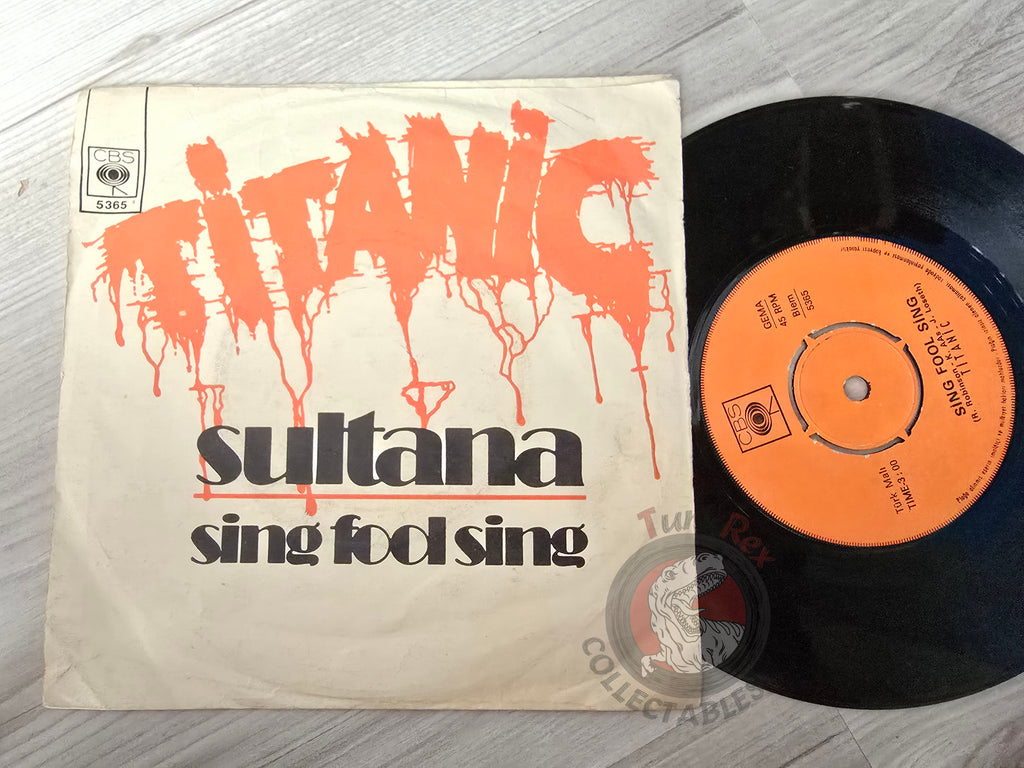 CBS
5365
TiTANiC
sultana
sing fool sing
CBS
GEMA
45 RPM
Biem
5365
SING FOOL SING
TITANIC
Türk Malı
TIME: 3:00
Tuna Rex
COLLECTABLES